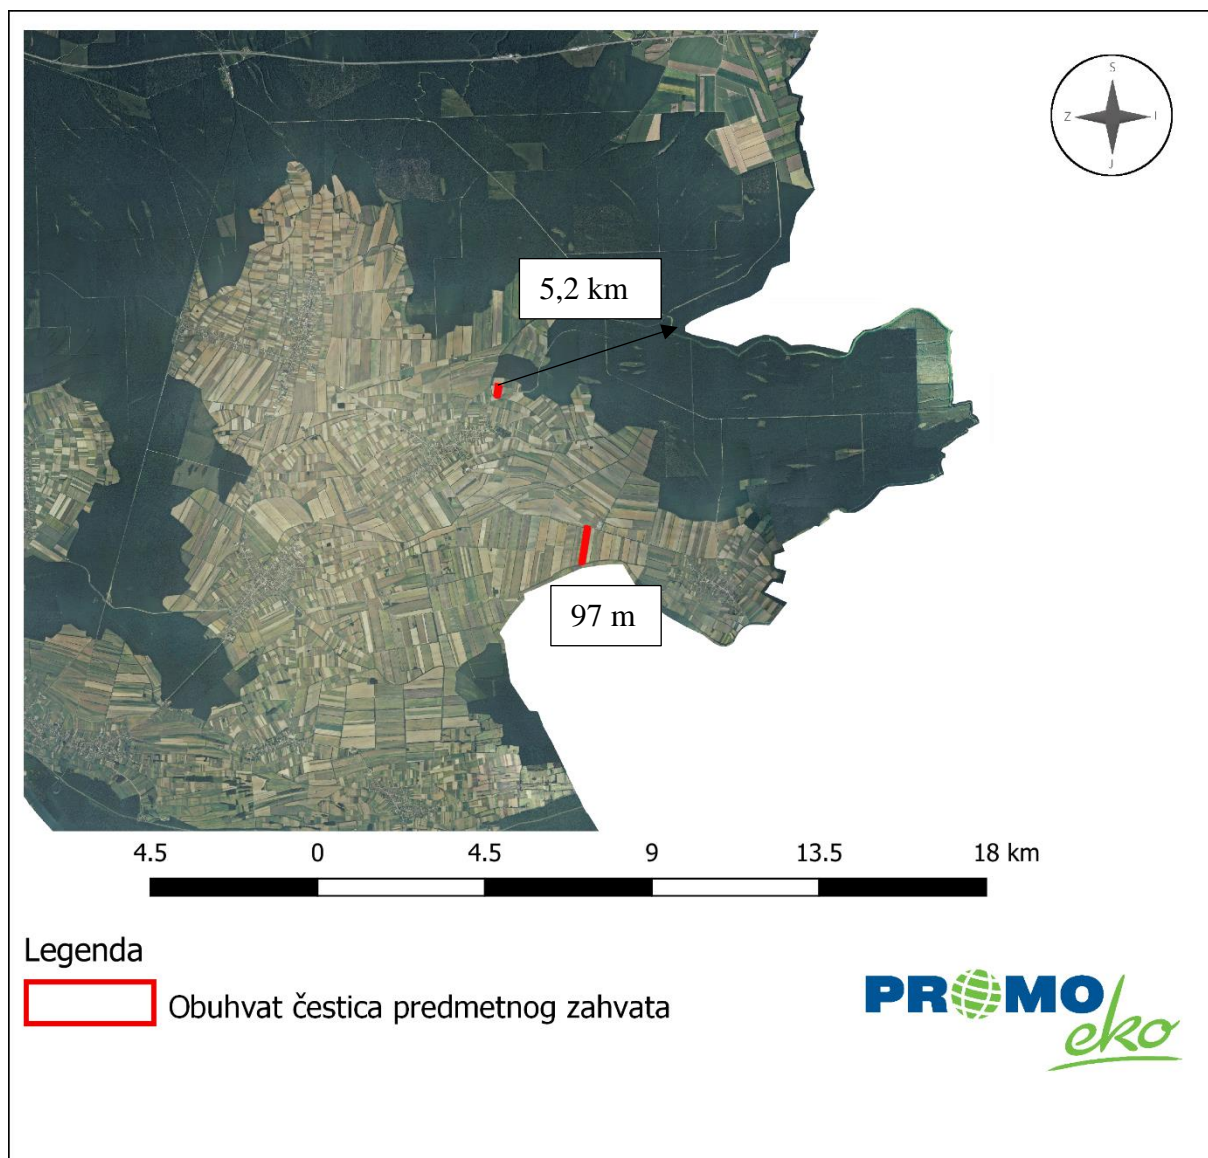 S
Z I
J
5,2 km
97 m
4.5 0 4.5 9 13.5 18 km
Legenda
Obuhvat čestica predmetnog zahvata
PROMO
eko